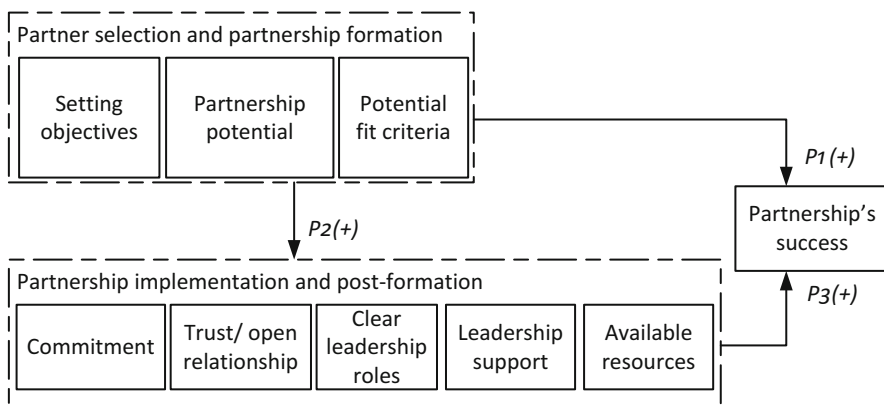 Partner selection and partnership formation
Setting
objectives
Partnership
potential
Potential
fit criteria
P1(+)
P2(+)
Partnership's
success
Partnership implementation and post-formation
P3(+)
Commitment
Trust/ open
relationship
Clear
leadership
roles
Leadership
support
Available
resources